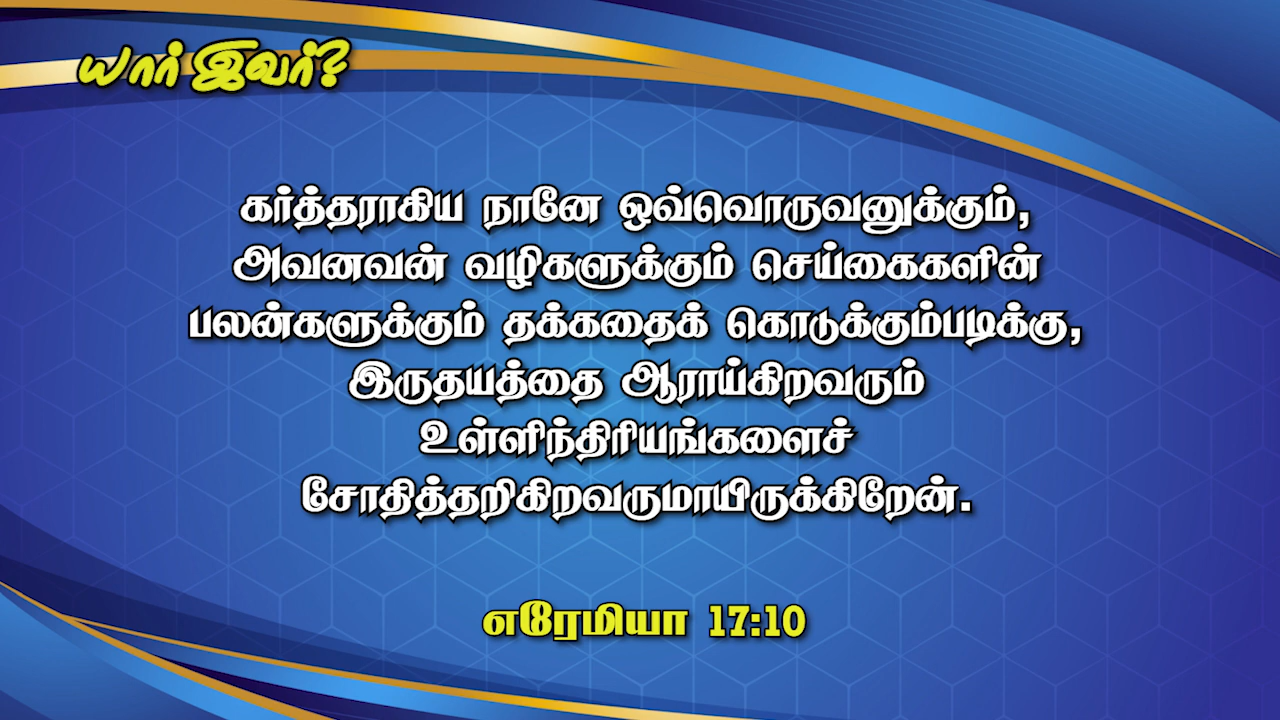 யார் இவர்?
கர்த்தராகிய நானே ஒவ்வொருவனுக்கும்,
அவனவன் வழிகளுக்கும் செய்கைகளின்
பலன்களுக்கும் தக்கதைக் கொடுக்கும்படிக்கு,
இருதயத்தை ஆராய்கிறவரும்
உள்ளிந்திரியங்களைச்
சோதித்தறிகிறவருமாயிருக்கிறேன்.
எரேமியா 17:10